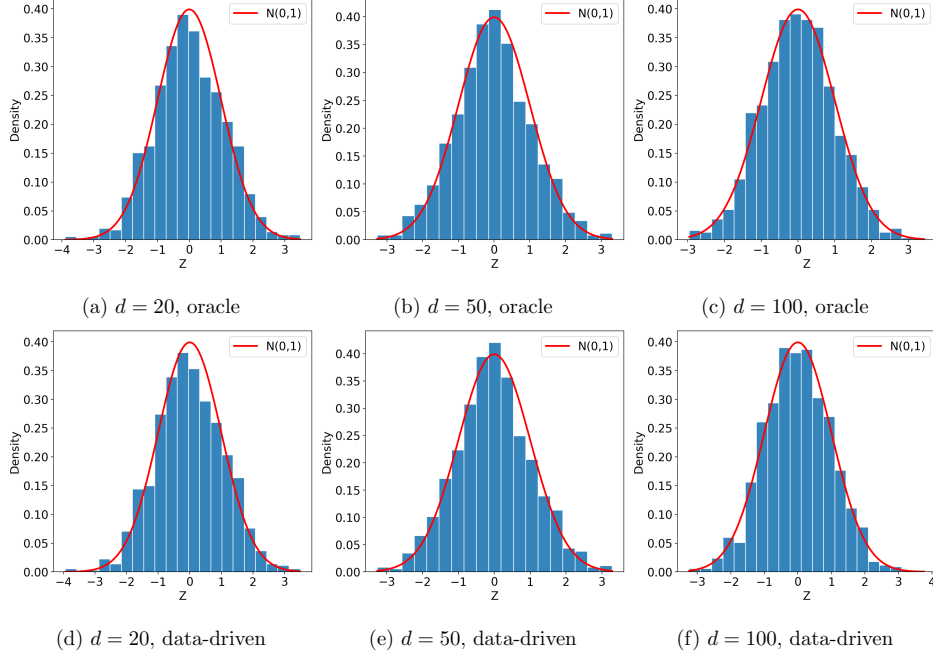 0.40
0.35
0.30
0.25
0.20
0.15
0.10
0.05
0.00
Density
−4 −3 −2 −1 0 1 2 3
Z
N(0,1)
(a) d = 20, oracle
0.40
0.35
0.30
0.25
0.20
0.15
0.10
0.05
0.00
Density
−3 −2 −1 0 1 2 3
Z
N(0,1)
(b) d = 50, oracle
0.40
0.35
0.30
0.25
0.20
0.15
0.10
0.05
0.00
Density
−3 −2 −1 0 1 2 3
Z
N(0,1)
(c) d = 100, oracle
0.40
0.35
0.30
0.25
0.20
0.15
0.10
0.05
0.00
Density
−4 −3 −2 −1 0 1 2 3
Z
N(0,1)
(d) d = 20, data-driven
0.40
0.35
0.30
0.25
0.20
0.15
0.10
0.05
0.00
Density
−3 −2 −1 0 1 2 3
Z
N(0,1)
(e) d = 50, data-driven
0.40
0.35
0.30
0.25
0.20
0.15
0.10
0.05
0.00
Density
−3 −2 −1 0 1 2 3 4
Z
N(0,1)
(f) d = 100, data-driven